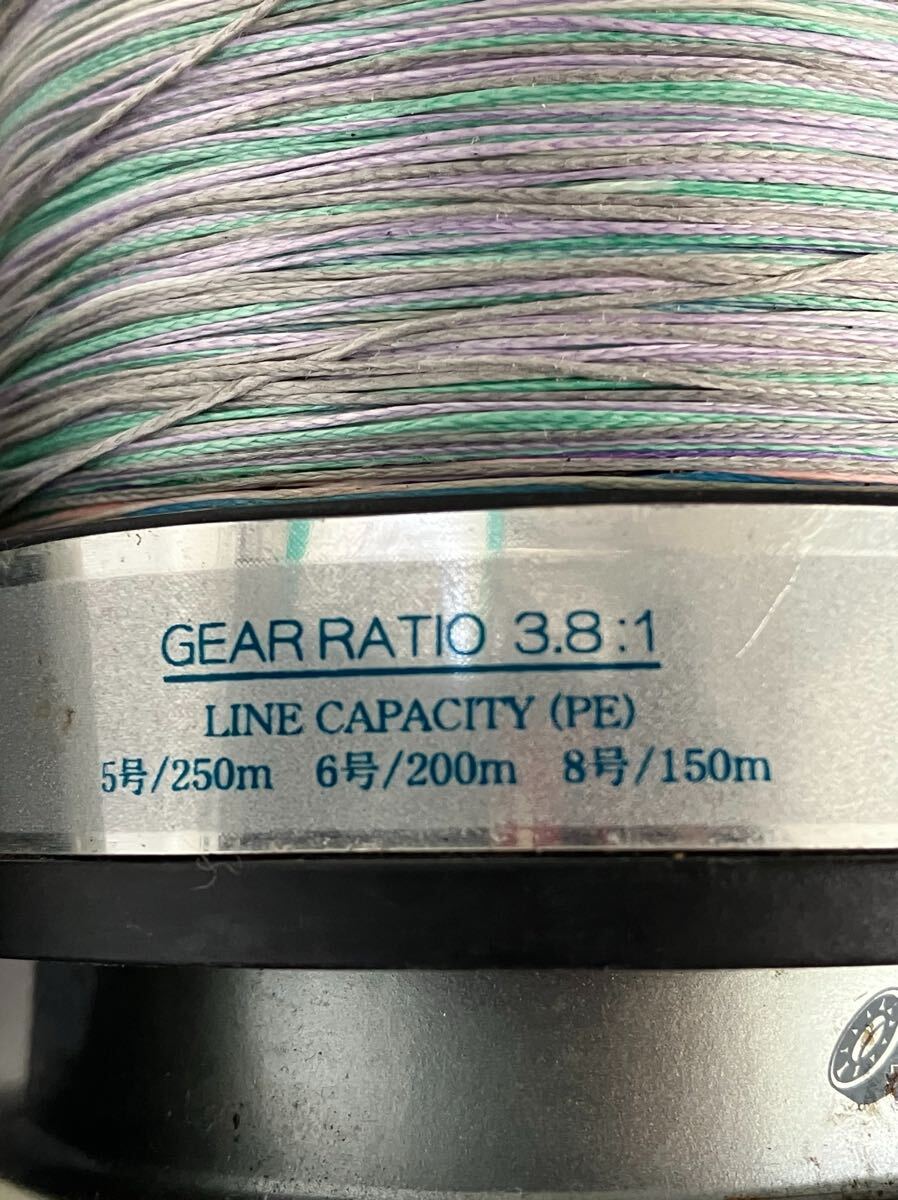 GEAR RATIO 3.8:1
LINE CAPACITY (PE)
5号/250m 6号/200m 8号/150m